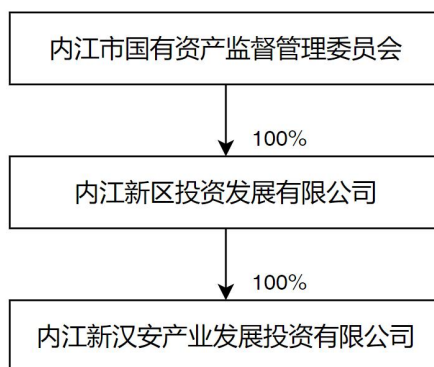 内江市国有资产监督管理委员会
100%
内江新区投资发展有限公司
100%
内江新汉安产业发展投资有限公司